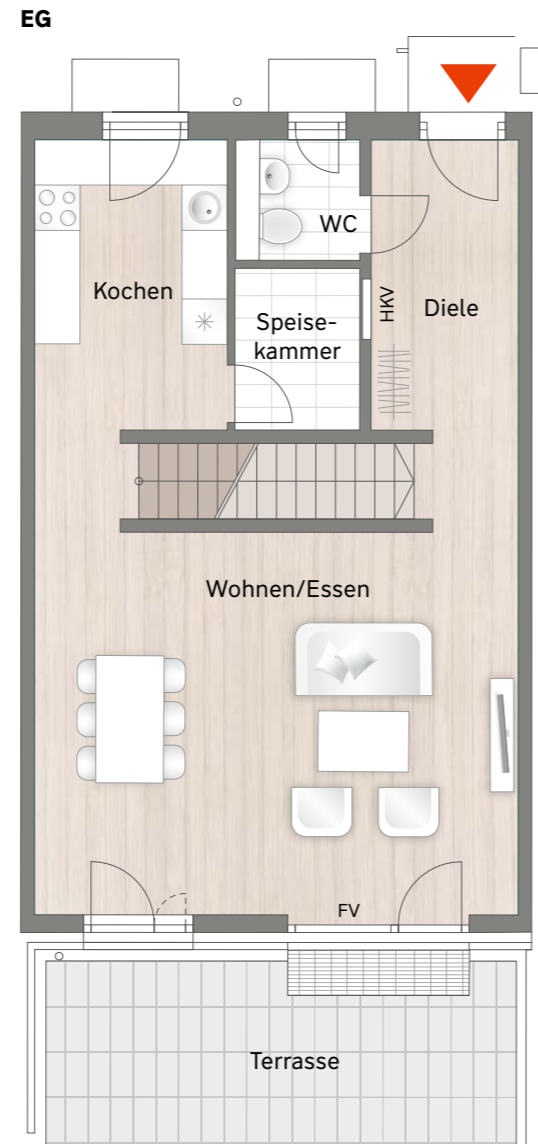 EG
WC
Kochen
Speise-
kammer
HKV
Diele
Wohnen/Essen
FV
Terrasse